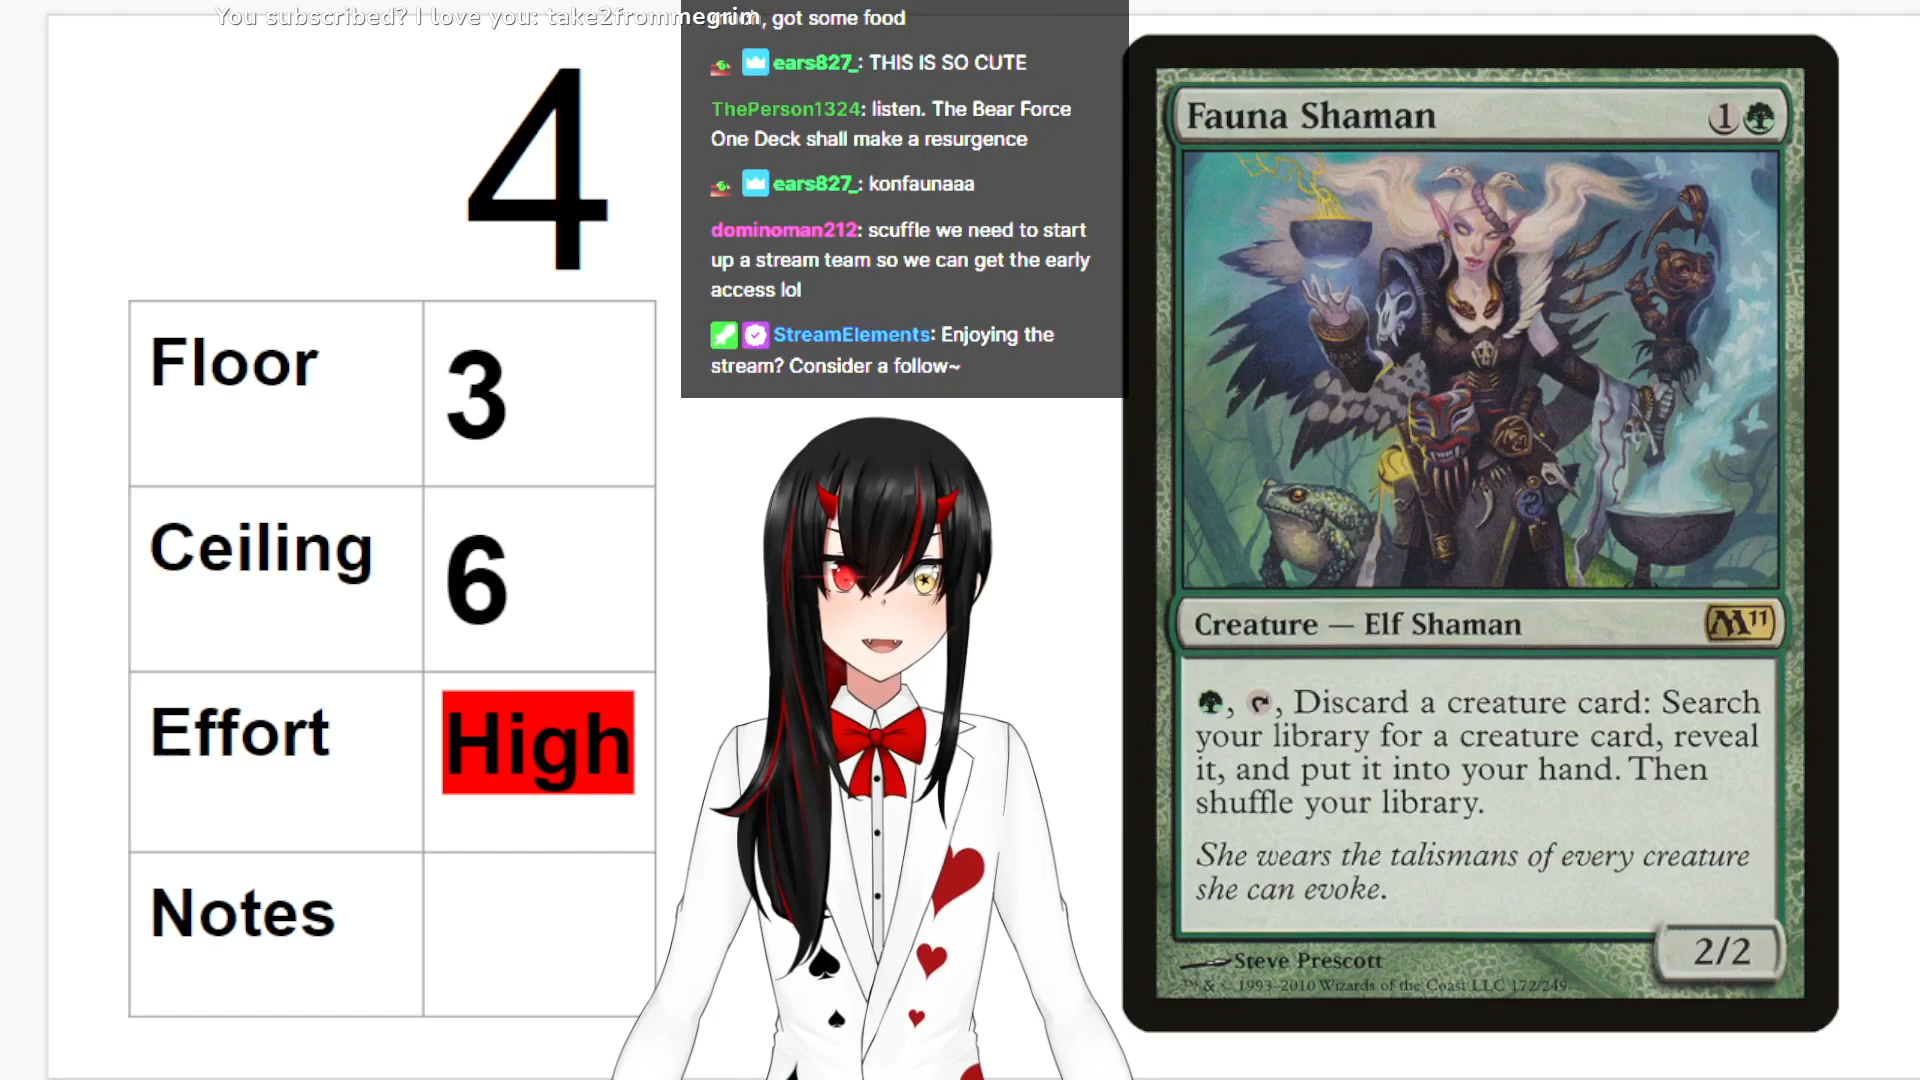 You subscribed? I love you: take2frommegrim
got some food
ears827_: THIS IS SO CUTE
ThePerson1324: listen. The Bear Force
One Deck shall make a resurgence
ears827_: konfaunaaa
dominoman212: scuffle we need to start
up a stream team so we can get the early
access lol
StreamElements: Enjoying the
stream? Consider a follow~
4
Floor 3
Ceiling 6
Effort High
Notes
Fauna Shaman 1
Creature — Elf Shaman M11
, , Discard a creature card: Search
your library for a creature card, reveal
it, and put it into your hand. Then
shuffle your library.
She wears the talismans of every creature
she can evoke.
2/2
Steve Prescott
™ & © 1993–2010 Wizards of the Coast LLC 172/249